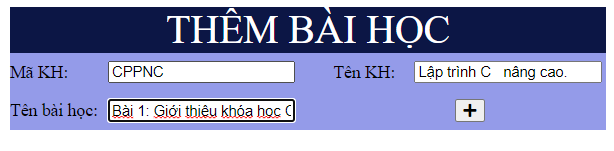 THÊM BÀI HỌC
Mã KH: CPPNC Tên KH: Lập trình C nâng cao.
Tên bài học: Bài 1: Giới thiệu khóa học +